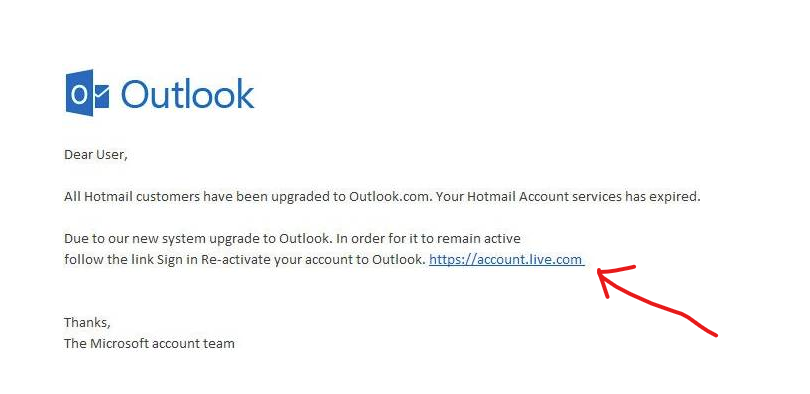 Outlook
Dear User,
All Hotmail customers have been upgraded to Outlook.com. Your Hotmail Account services has expired.
Due to our new system upgrade to Outlook. In order for it to remain active
follow the link Sign in Re-activate your account to Outlook. https://account.live.com
Thanks,
The Microsoft account team